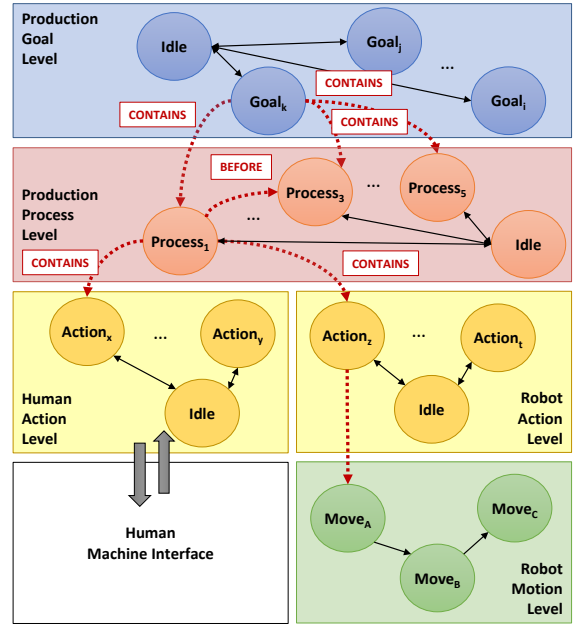 Production
Goal
Level
Idle
Goalj
...
Goalk
Goali
CONTAINS
CONTAINS
CONTAINS
Production
Process
Level
BEFORE
Process3
...
Process5
...
Process1
Idle
CONTAINS
CONTAINS
Actionx
...
Actiony
Idle
Human
Action
Level
Actionz
...
Actiont
Idle
Robot
Action
Level
Human
Machine Interface
MoveA
MoveB
MoveC
Robot
Motion
Level